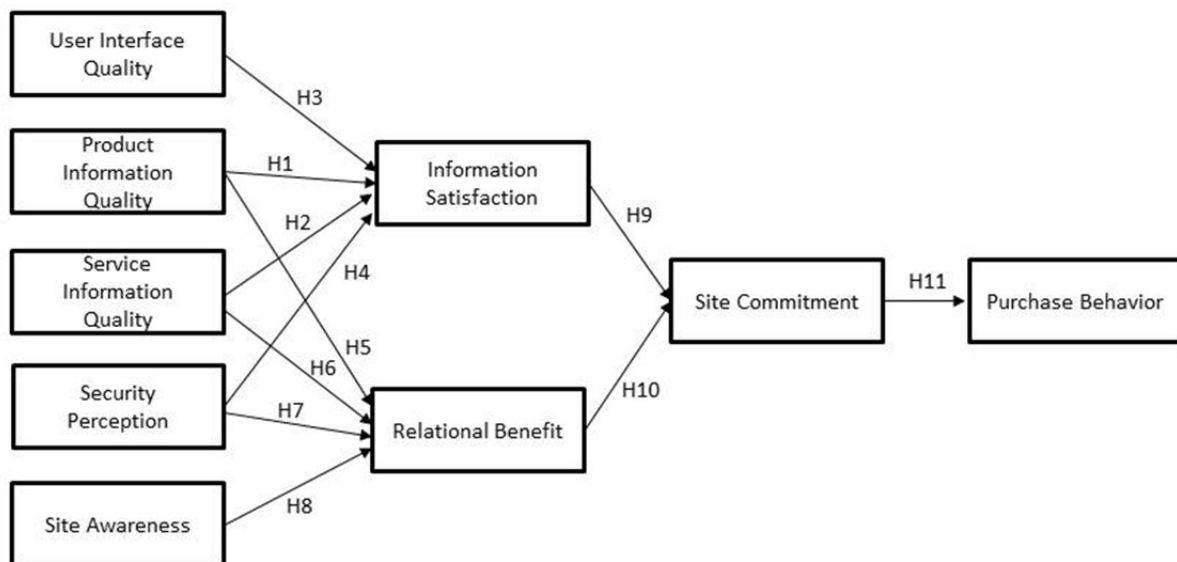 User Interface
Quality
H3
Product
Information
Quality
H1
Information
Satisfaction
H2
H9
Service
Information
Quality
H4
Site Commitment
H11
Purchase Behavior
H5
H6
Security
Perception
H7
Relational Benefit
H10
H8
Site Awareness